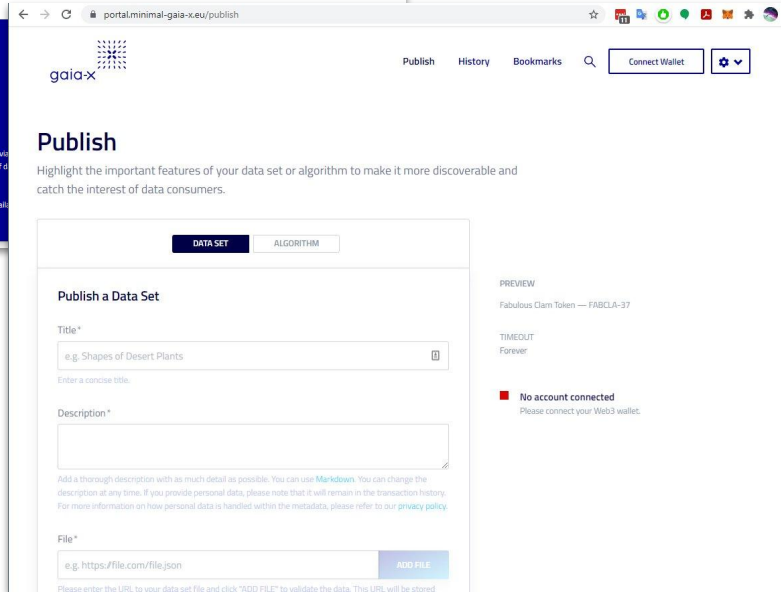 portal.minimal-gaia-x.eu/publish
11
gaia-x
Publish
History
Bookmarks
Connect Wallet
via
f d
aila
Publish
Highlight the important features of your data set or algorithm to make it more discoverable and
catch the interest of data consumers.
DATA SET
ALGORITHM
Publish a Data Set
Title*
e.g. Shapes of Desert Plants
Enter a concise title.
Description*
Add a thorough description with as much detail as possible. You can use Markdown. You can change the
description at any time. If you provide personal data, please note that it will remain in the transaction history.
For more information on how personal data is handled within the metadata, please refer to our privacy policy.
File*
e.g. https://file.com/file.json
ADD FILE
Please enter the URL to your data set file and click "ADD FILE" to validate the data. This URL will be stored
PREVIEW
Fabulous Clam Token — FABCLA-37
TIMEOUT
Forever
No account connected
Please connect your Web3 wallet.